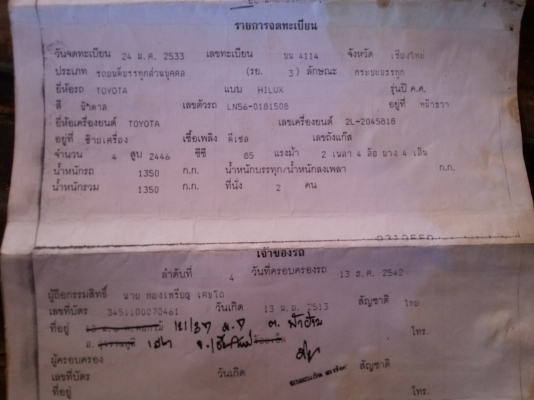 รายการจดทะเบียน
วันจดทะเบียน 24 ม.ค. 2533 เลขทะเบียน บน 4114 จังหวัด เชียงใหม่
ประเภท รถยนต์บรรทุกส่วนบุคคล (รย. 3) ลักษณะ กระบะบรรทุก
ยี่ห้อรถ TOYOTA แบบ HILUX รุ่นปี ค.ศ.
สี น้ำตาล เลขตัวรถ LN56-0181508 อยู่ที่ หน้าขวา
ยี่ห้อเครื่องยนต์ TOYOTA เลขเครื่องยนต์ 2L-2045818
อยู่ที่ ซ้ายเครื่อง เชื้อเพลิง ดีเซล เลขถังแก๊ส
จำนวน 4 สูบ 2446 ซีซี 85 แรงม้า 2 เพลา 4 ล้อ ยาง 4 เส้น
น้ำหนักรถ 1350 ก.ก. น้ำหนักบรรทุก/น้ำหนักลงเพลา ก.ก.
น้ำหนักรวม 1350 ก.ก. ที่นั่ง 2 คน
เจ้าของรถ
ลำดับที่ 4 วันที่ครอบครองรถ 13 ธ.ค. 2542
ผู้ถือกรรมสิทธิ์ นาย
เลขที่บัตร 3451100070461 วันเกิด 13 พ.ย. 2513 สัญชาติ ไทย
ที่อยู่ โทร.
ผู้ครอบครอง
เลขที่บัตร วันเกิด สัญชาติ
ที่อยู่ โทร.